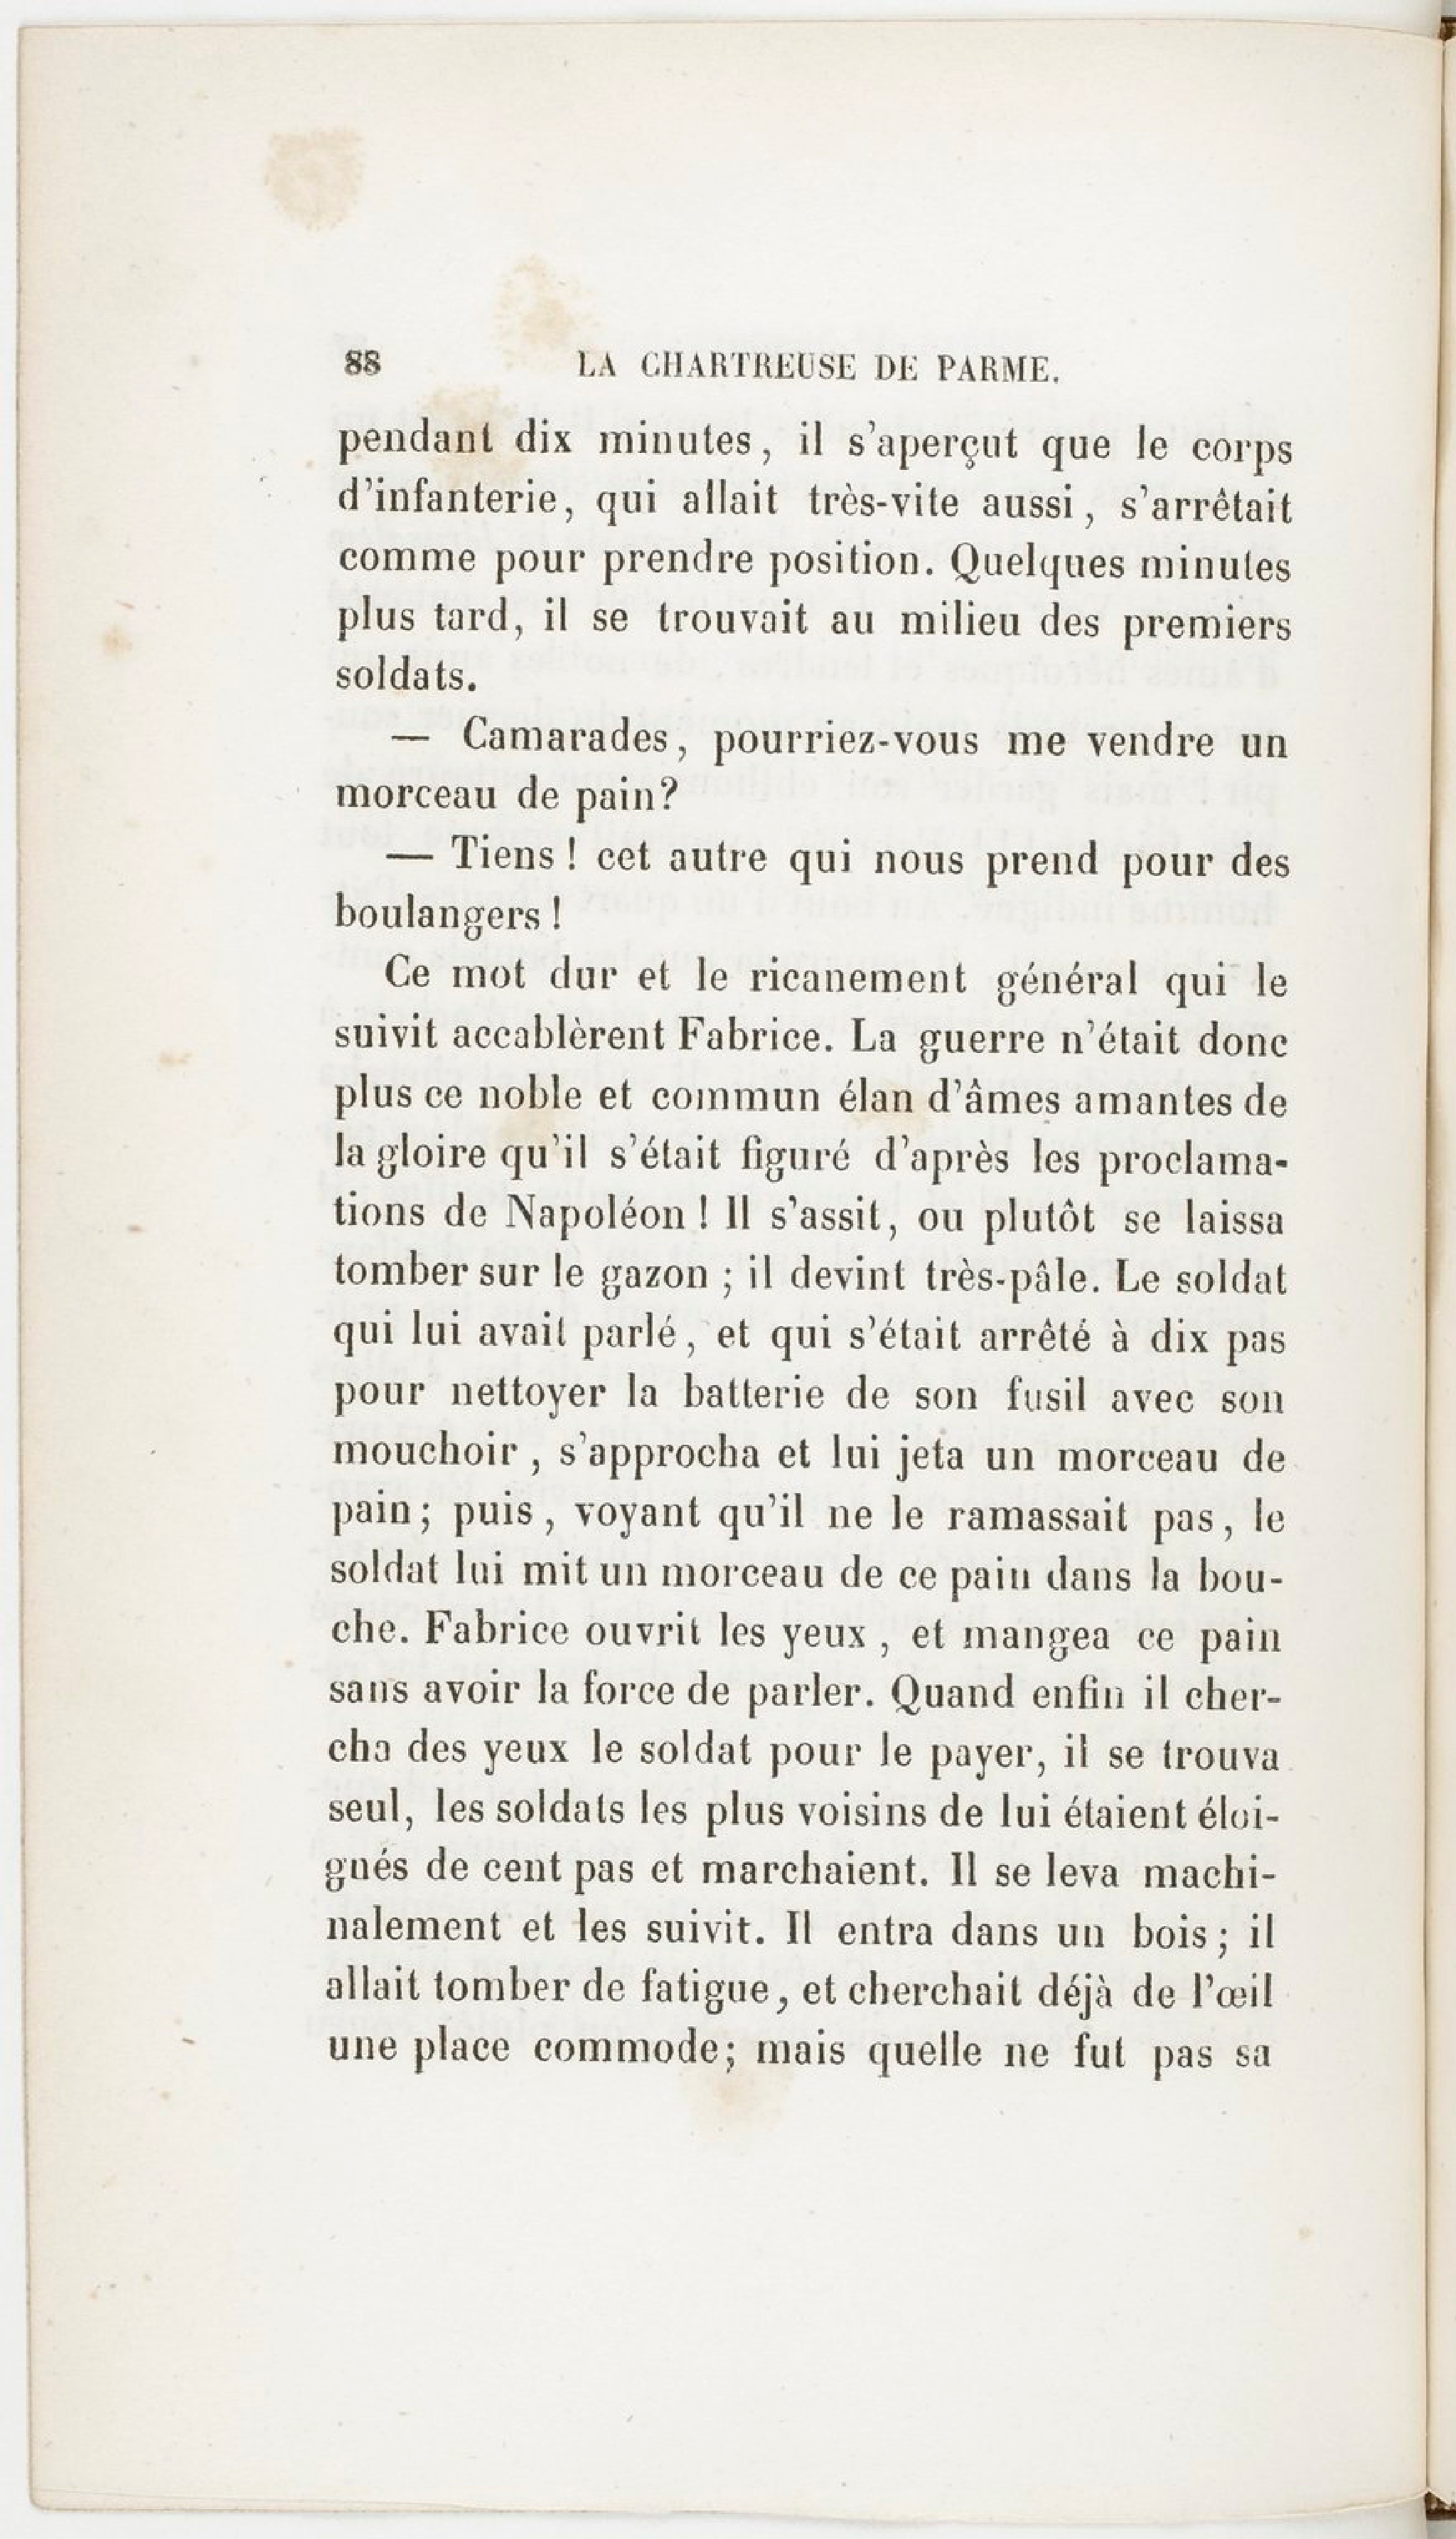 88 LA CHARTREUSE DE PARME.
pendant dix minutes, il s'aperçut que le corps
d'infanterie, qui allait très-vite aussi, s'arrêtait
comme pour prendre position. Quelques minutes
plus tard, il se trouvait au milieu des premiers
soldats.
— Camarades, pourriez-vous me vendre un
morceau de pain?
— Tiens ! cet autre qui nous prend pour des
boulangers !
Ce mot dur et le ricanement général qui le
suivit accablèrent Fabrice. La guerre n'était donc
plus ce noble et commun élan d'âmes amantes de
la gloire qu'il s'était figuré d'après les proclama-
tions de Napoléon ! Il s'assit, ou plutôt se laissa
tomber sur le gazon ; il devint très-pâle. Le soldat
qui lui avait parlé, et qui s'était arrêté à dix pas
pour nettoyer la batterie de son fusil avec son
mouchoir, s'approcha et lui jeta un morceau de
pain ; puis, voyant qu'il ne le ramassait pas, le
soldat lui mit un morceau de ce pain dans la bou-
che. Fabrice ouvrit les yeux, et mangea ce pain
sans avoir la force de parler. Quand enfin il cher-
cha des yeux le soldat pour le payer, il se trouva
seul, les soldats les plus voisins de lui étaient éloi-
gnés de cent pas et marchaient. Il se leva machi-
nalement et les suivit. Il entra dans un bois ; il
allait tomber de fatigue, et cherchait déjà de l'œil
une place commode ; mais quelle ne fut pas sa